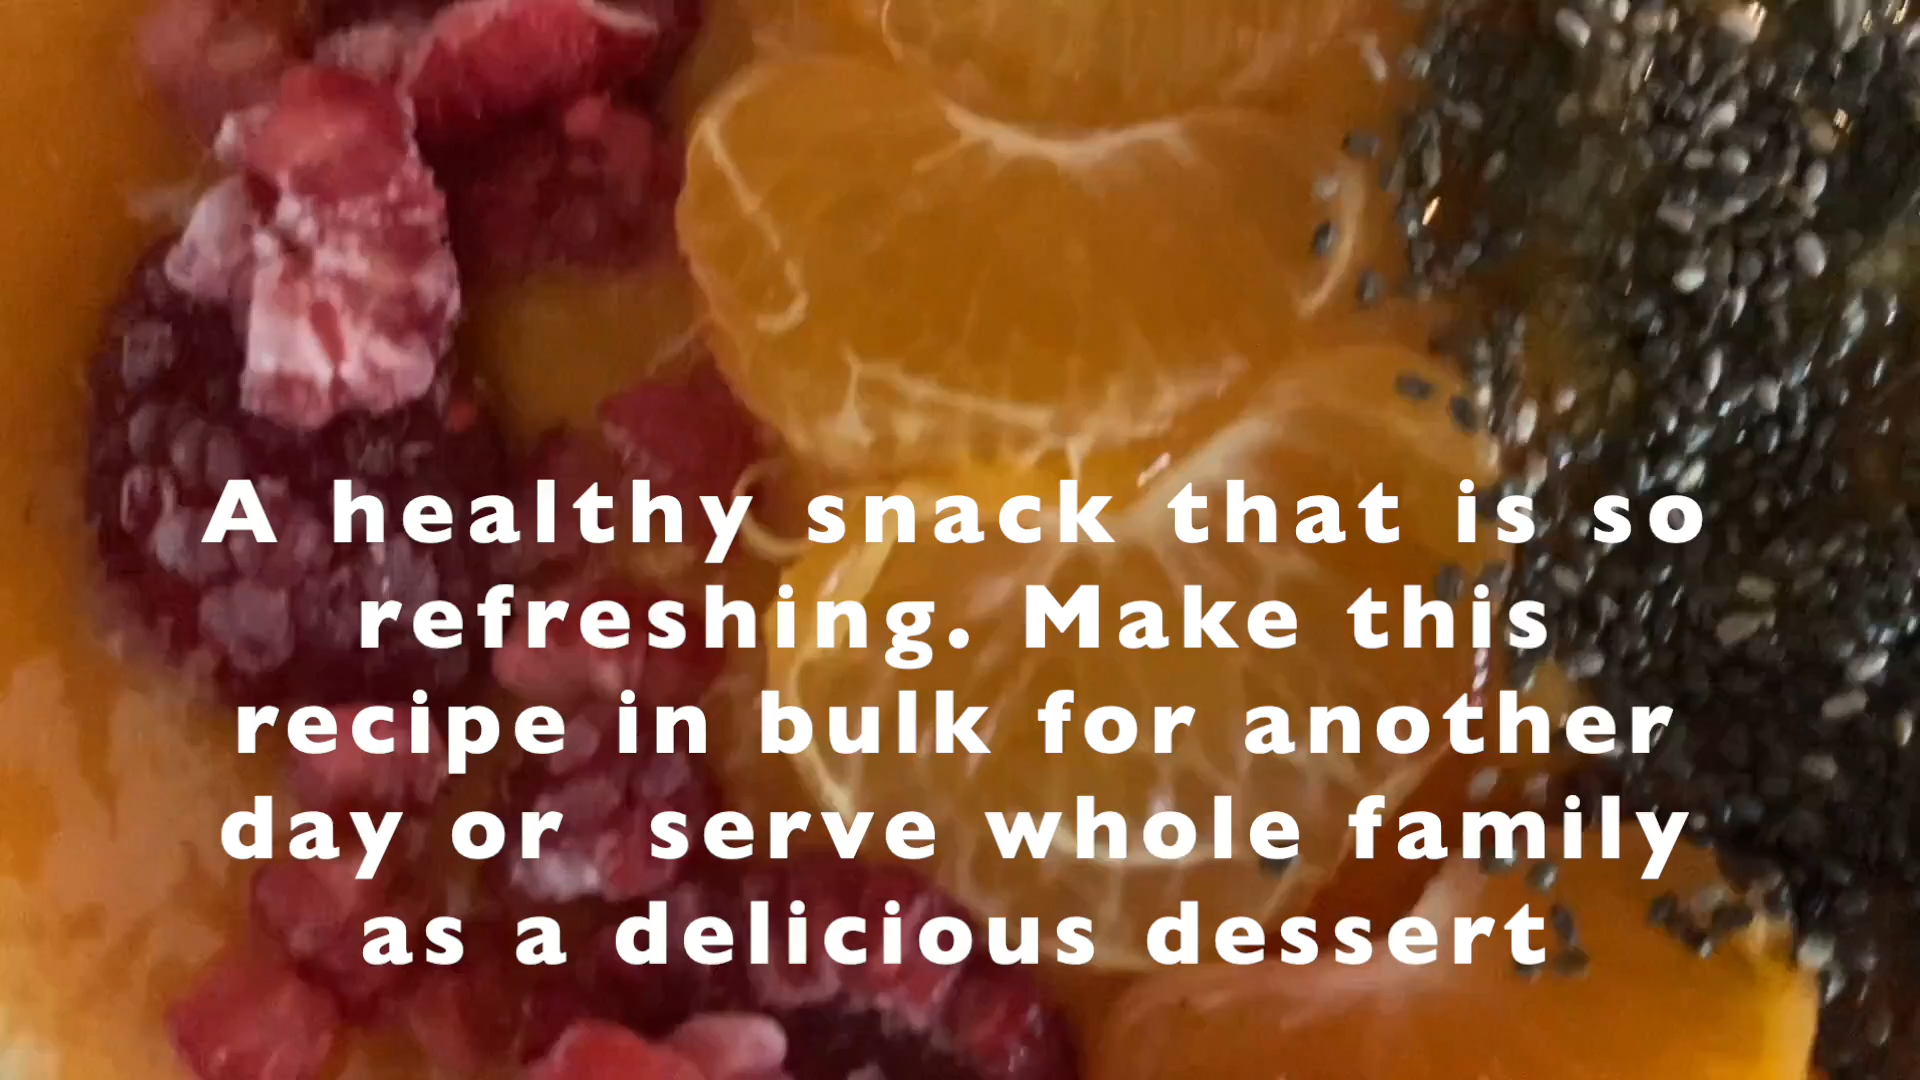 A healthy snack that is so
refreshing. Make this
recipe in bulk for another
day or  serve whole family
as a delicious dessert